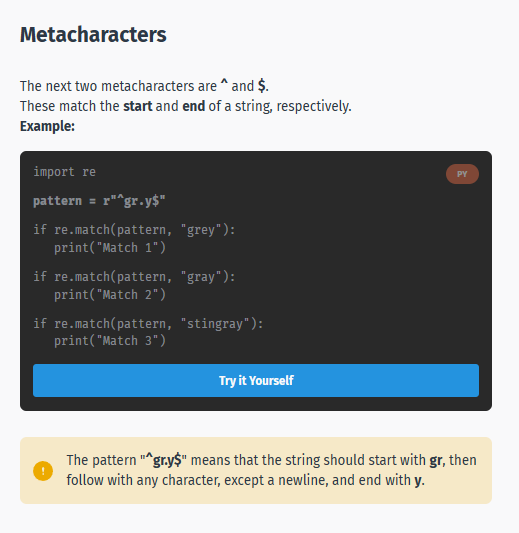 Metacharacters
The next two metacharacters are ^ and $.
These match the start and end of a string, respectively.
Example:
import re
PY
pattern = r"^gr.y$"
if re.match(pattern, "grey"):
   print("Match 1")
if re.match(pattern, "gray"):
   print("Match 2")
if re.match(pattern, "stingray"):
   print("Match 3")
Try it Yourself
!
The pattern "^gr.y$" means that the string should start with gr, then
follow with any character, except a newline, and end with y.